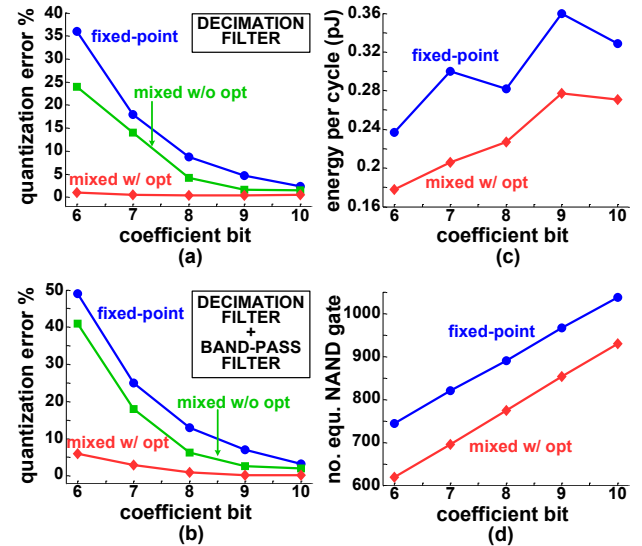 quantization error %
40
35
30
25
20
15
10
5
0
fixed-point
DECIMATION
FILTER
mixed w/o opt
mixed w/ opt
6 7 8 9 10
coefficient bit
(a)
energy per cycle (pJ)
0.36
0.32
0.28
0.24
0.2
0.16
fixed-point
mixed w/ opt
6 7 8 9 10
coefficient bit
(c)
quantization error %
50
40
30
20
10
0
fixed-point
DECIMATION
FILTER
+
BAND-PASS
FILTER
mixed w/o opt
mixed w/ opt
6 7 8 9 10
coefficient bit
(b)
no. equ. NAND gate
1000
900
800
700
600
fixed-point
mixed w/ opt
6 7 8 9 10
coefficient bit
(d)